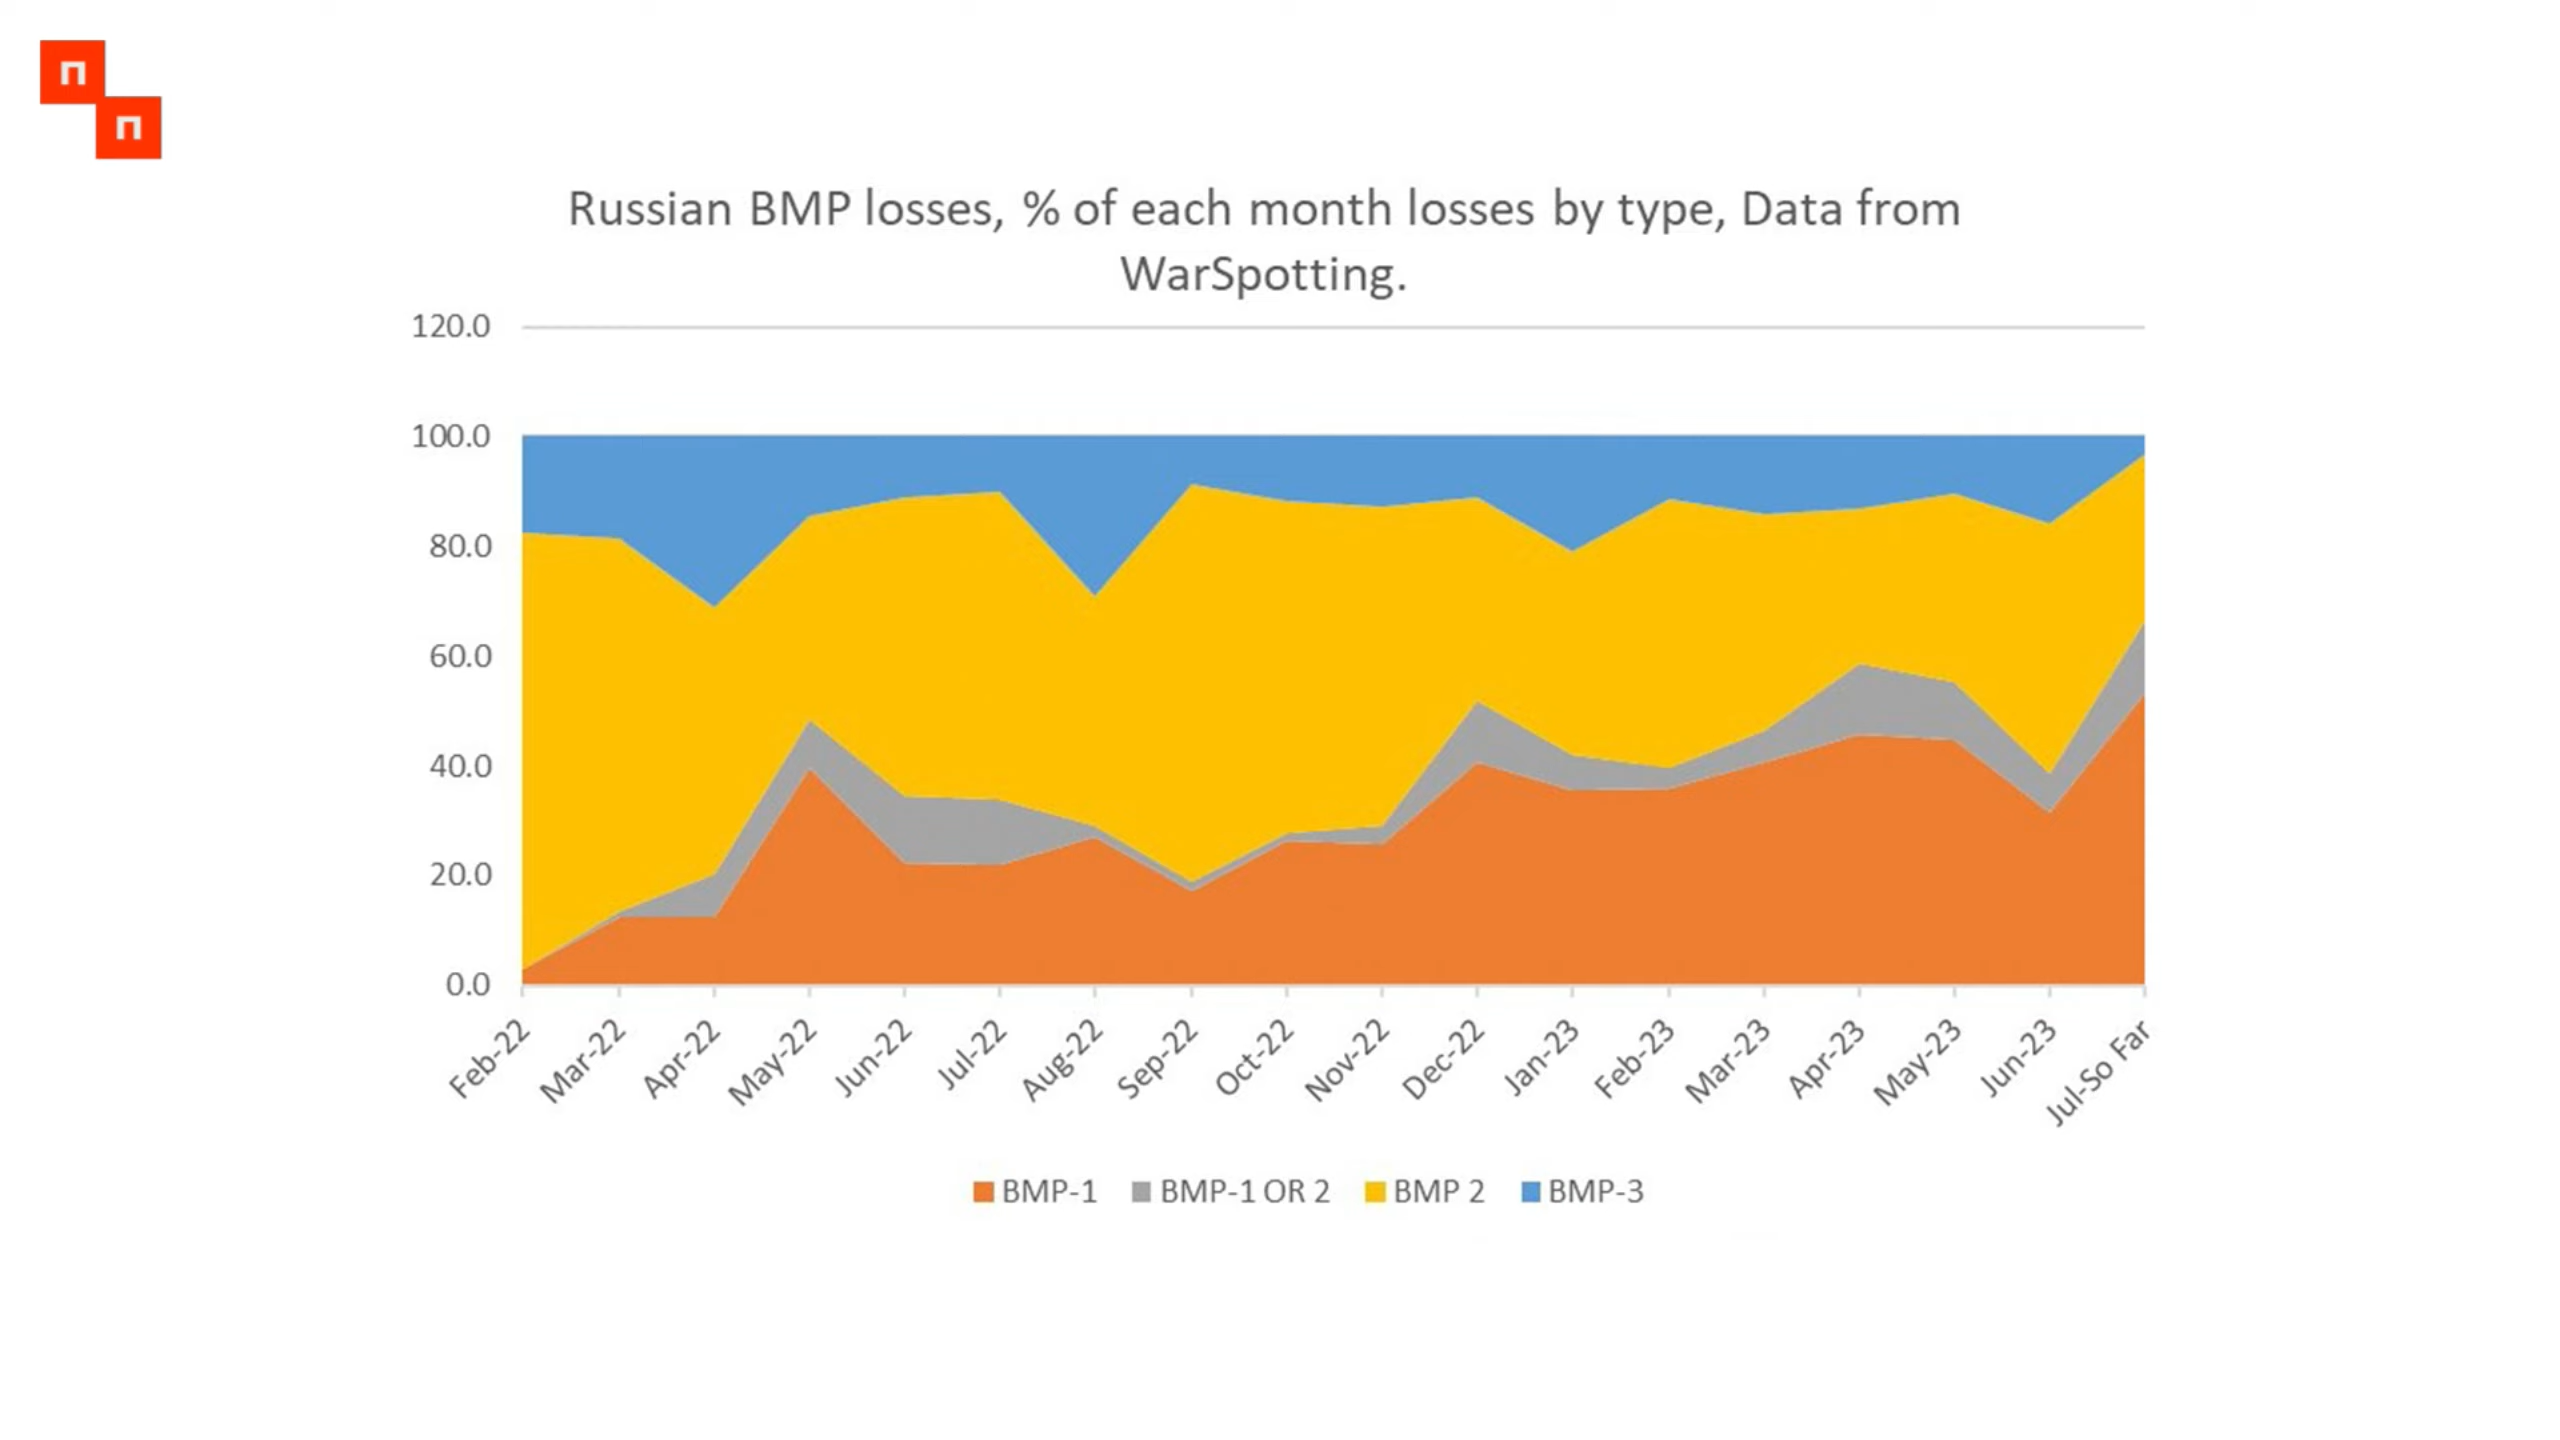 п
п
Russian BMP losses, % of each month losses by type, Data from
WarSpotting.
120.0
100.0
80.0
60.0
40.0
20.0
0.0
Feb-22
Mar-22
Apr-22
May-22
Jun-22
Jul-22
Aug-22
Sep-22
Oct-22
Nov-22
Dec-22
Jan-23
Feb-23
Mar-23
Apr-23
May-23
Jun-23
Jul-So Far
BMP-1
BMP-1 OR 2
BMP 2
BMP-3